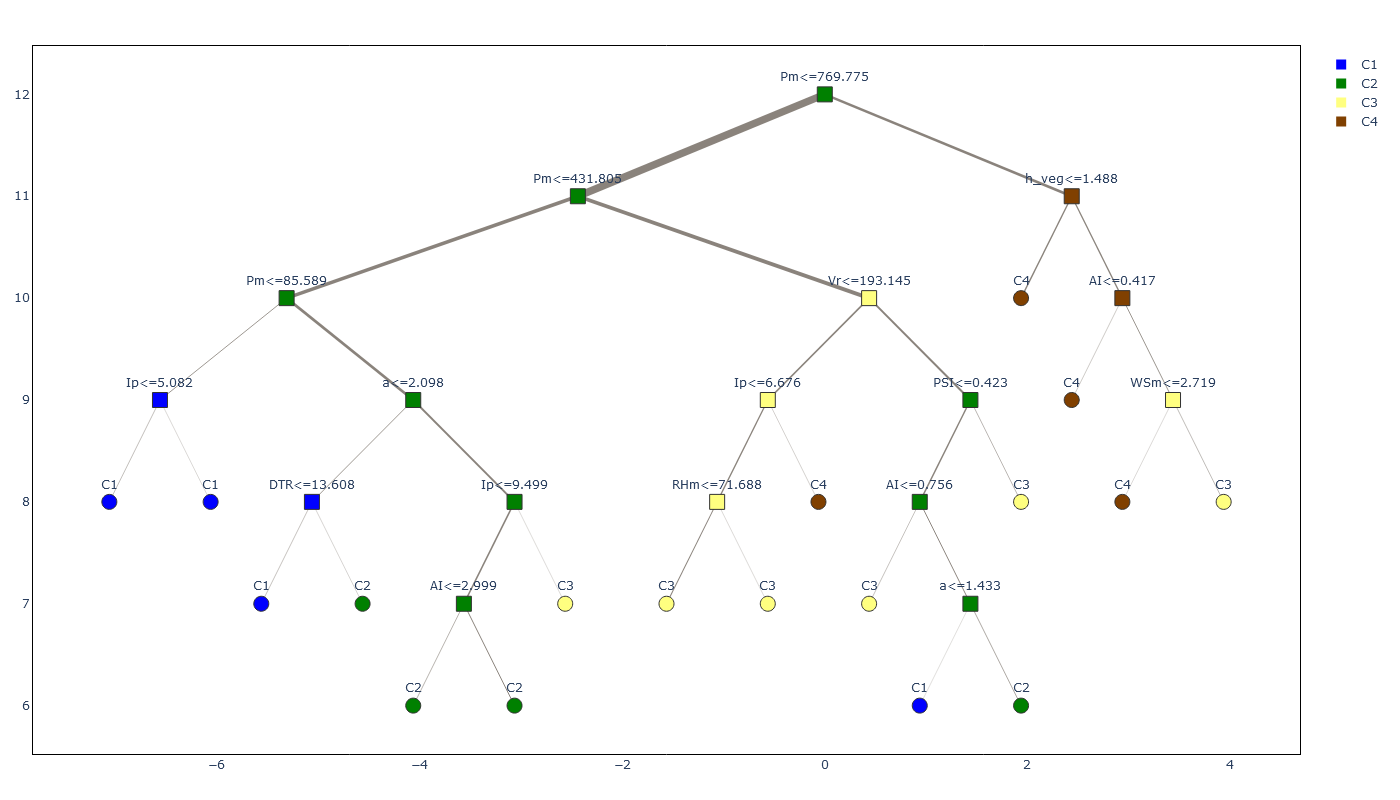 Pm<=769.775
C1
C2
C3
C4
12
Pm<=431.805
h_veg<=1.488
11
Pm<=85.589
Vr<=193.145
C4
AI<=0.417
10
Ip<=5.082
a<=2.098
Ip<=6.676
PSI<=0.423
C4
WSm<=2.719
9
C1
C1
DTR<=13.608
Ip<=9.499
RHm<=71.688
C4
AI<=0.756
C3
C4
C3
8
C1
C2
AI<=2.999
C3
C3
C3
C3
a<=1.433
7
C2
C2
C1
C2
6
−6
−4
−2
0
2
4